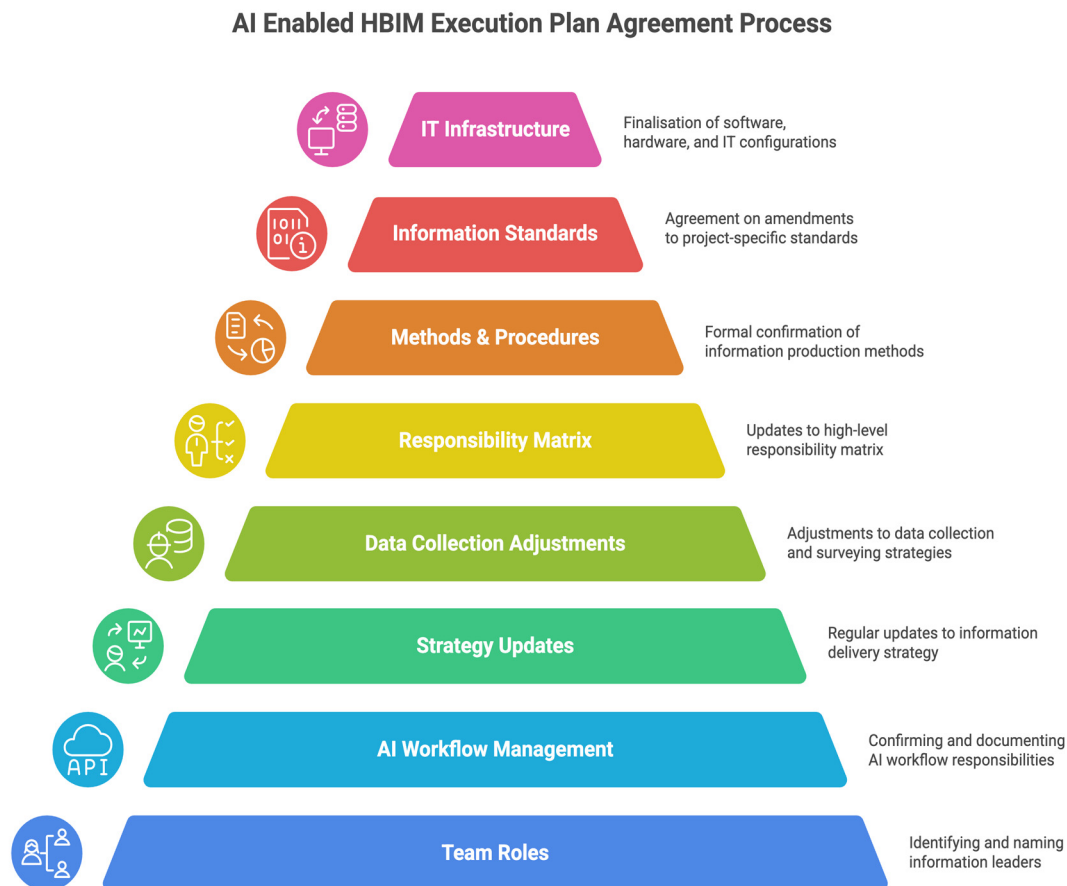 AI Enabled HBIM Execution Plan Agreement Process
IT Infrastructure
Finalisation of software,
hardware, and IT configurations
1011
01
i
Information Standards
Agreement on amendments
to project-specific standards
Methods & Procedures
Formal confirmation of
information production methods
Responsibility Matrix
Updates to high-level
responsibility matrix
Data Collection Adjustments
Adjustments to data collection
and surveying strategies
Strategy Updates
Regular updates to information
delivery strategy
API
AI Workflow Management
Confirming and documenting
AI workflow responsibilities
Team Roles
Identifying and naming
information leaders